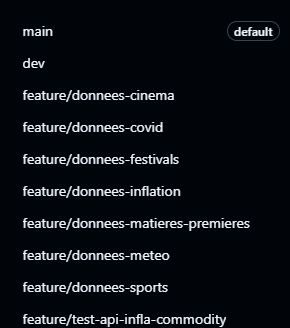 main default
dev
feature/donnees-cinema
feature/donnees-covid
feature/donnees-festivals
feature/donnees-inflation
feature/donnees-matieres-premieres
feature/donnees-meteo
feature/donnees-sports
feature/test-api-infla-commodity